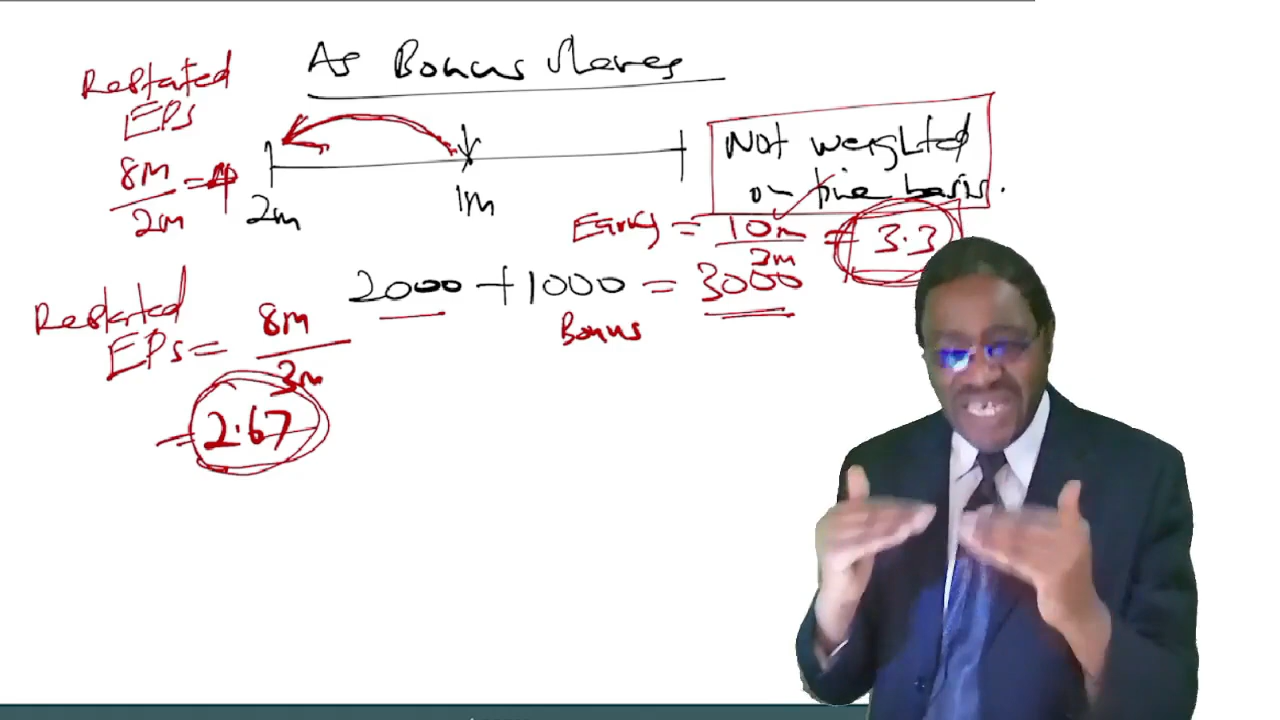 As Bonus shares
Restated
EPS
8m
2m
= 4
2m
1m
Not weighted
on time basis.
Earnings = 10m
3m
= 3.3
2000 + 1000 = 3000
Bonus
Restated
EPS =
8m
3m
= 2.67